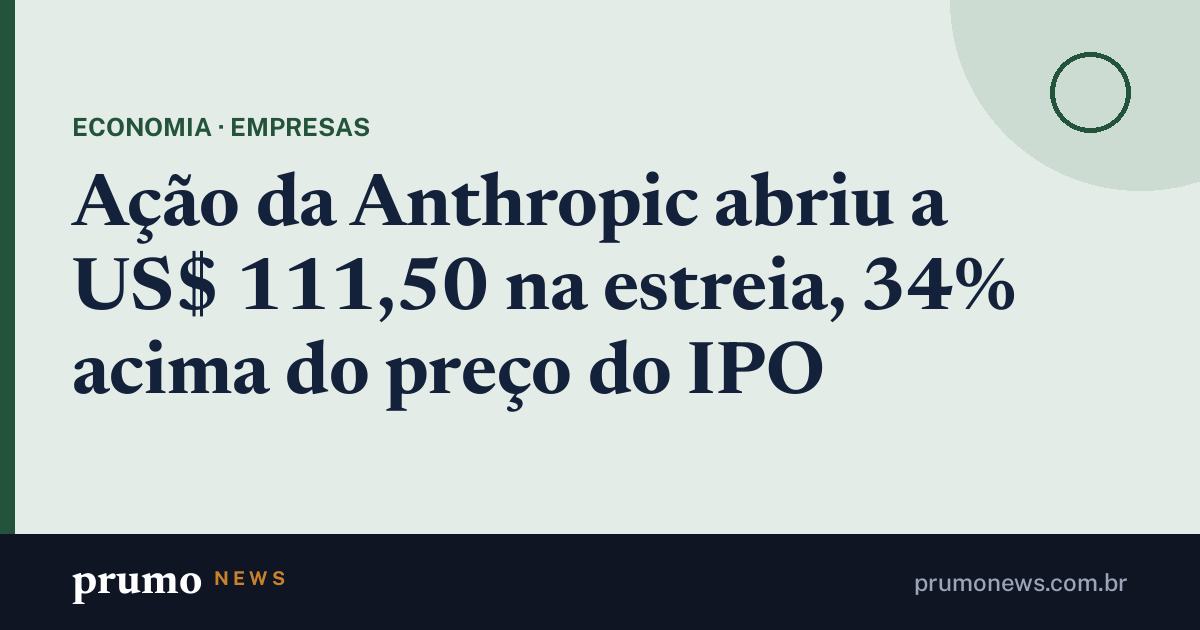 ECONOMIA · EMPRESAS
Ação da Anthropic abriu a
US$ 111,50 na estreia, 34%
acima do preço do IPO
prumo NEWS
prumonews.com.br